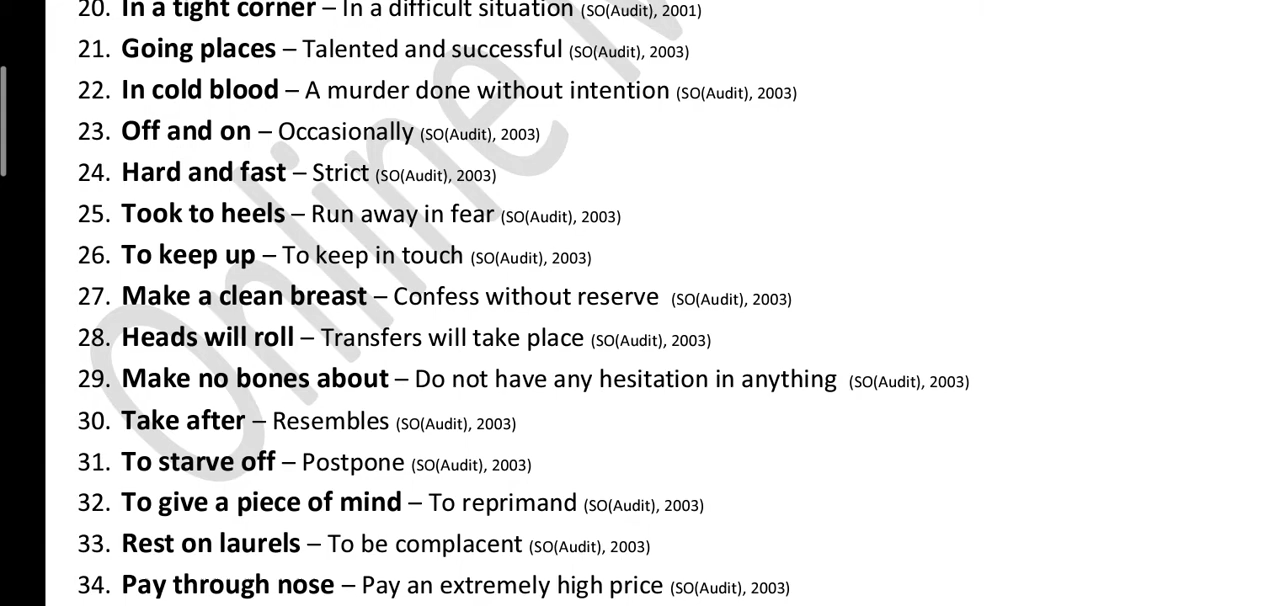 20. In a tight corner – In a difficult situation (SO(Audit), 2001)
21. Going places – Talented and successful (SO(Audit), 2003)
22. In cold blood – A murder done without intention (SO(Audit), 2003)
23. Off and on – Occasionally (SO(Audit), 2003)
24. Hard and fast – Strict (SO(Audit), 2003)
25. Took to heels – Run away in fear (SO(Audit), 2003)
26. To keep up – To keep in touch (SO(Audit), 2003)
27. Make a clean breast – Confess without reserve (SO(Audit), 2003)
28. Heads will roll – Transfers will take place (SO(Audit), 2003)
29. Make no bones about – Do not have any hesitation in anything (SO(Audit), 2003)
30. Take after – Resembles (SO(Audit), 2003)
31. To starve off – Postpone (SO(Audit), 2003)
32. To give a piece of mind – To reprimand (SO(Audit), 2003)
33. Rest on laurels – To be complacent (SO(Audit), 2003)
34. Pay through nose – Pay an extremely high price (SO(Audit), 2003)
Online